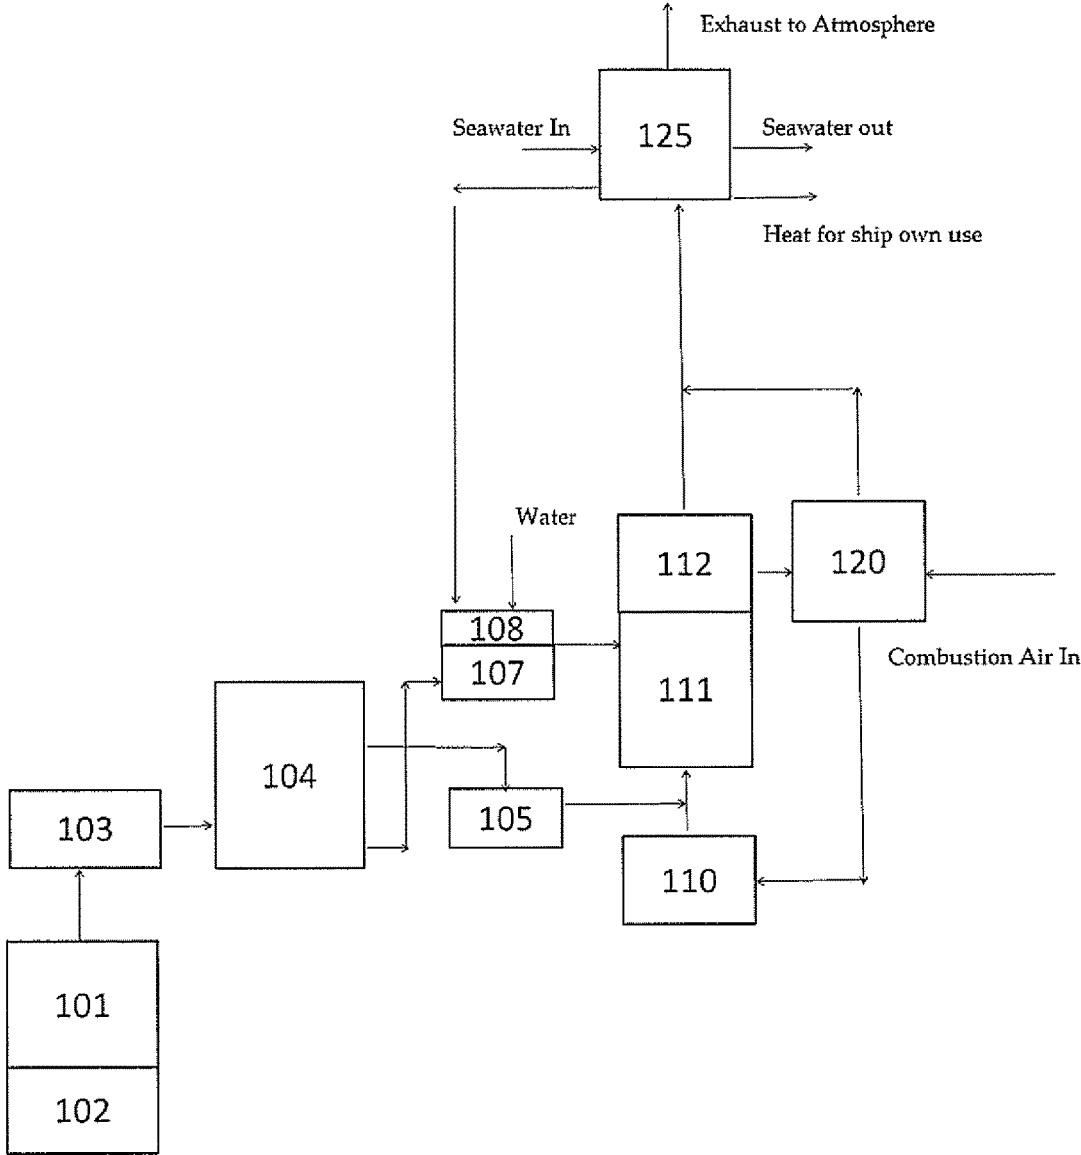 Exhaust to Atmosphere
Seawater In
125
Seawater out
Heat for ship own use
Water
112
120
108
107
111
Combustion Air In
104
103
105
110
101
102